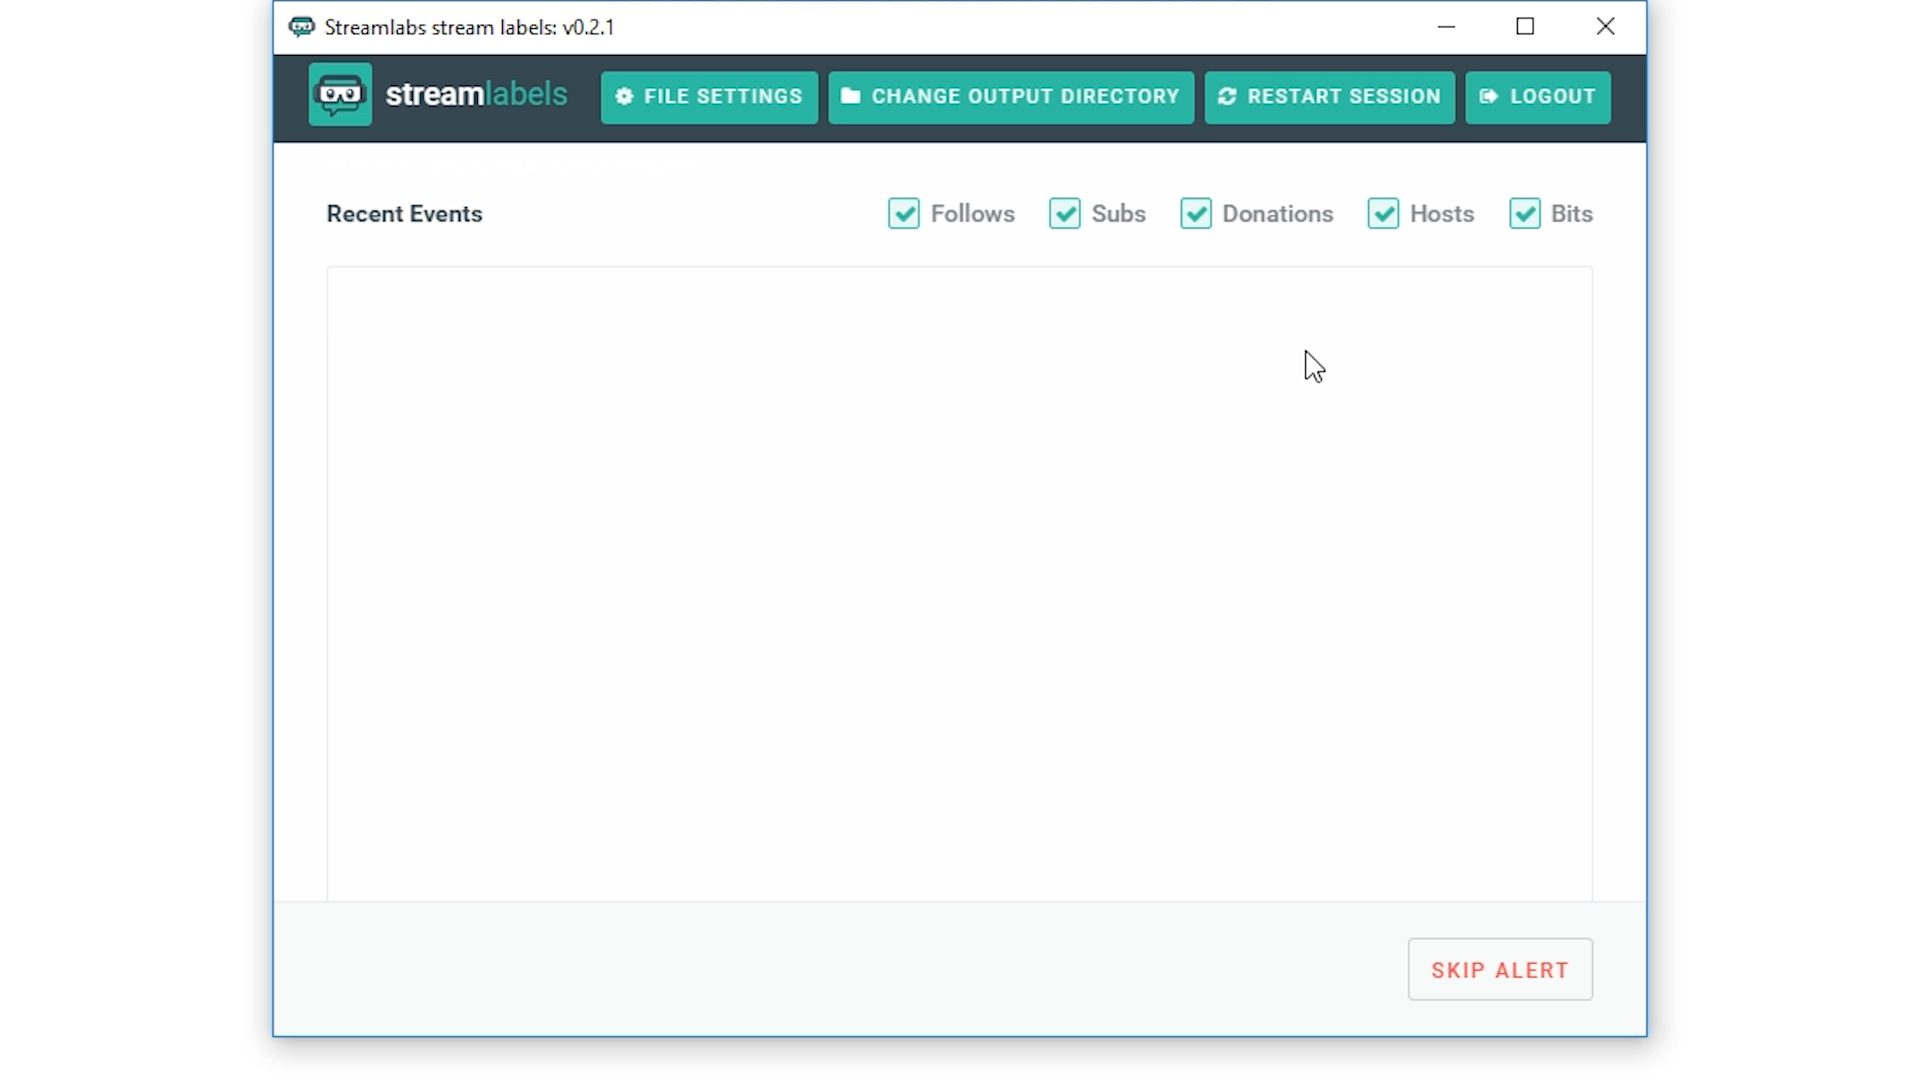 Streamlabs stream labels: v0.2.1
streamlabels FILE SETTINGS CHANGE OUTPUT DIRECTORY RESTART SESSION LOGOUT
Recent Events Follows Subs Donations Hosts Bits
SKIP ALERT